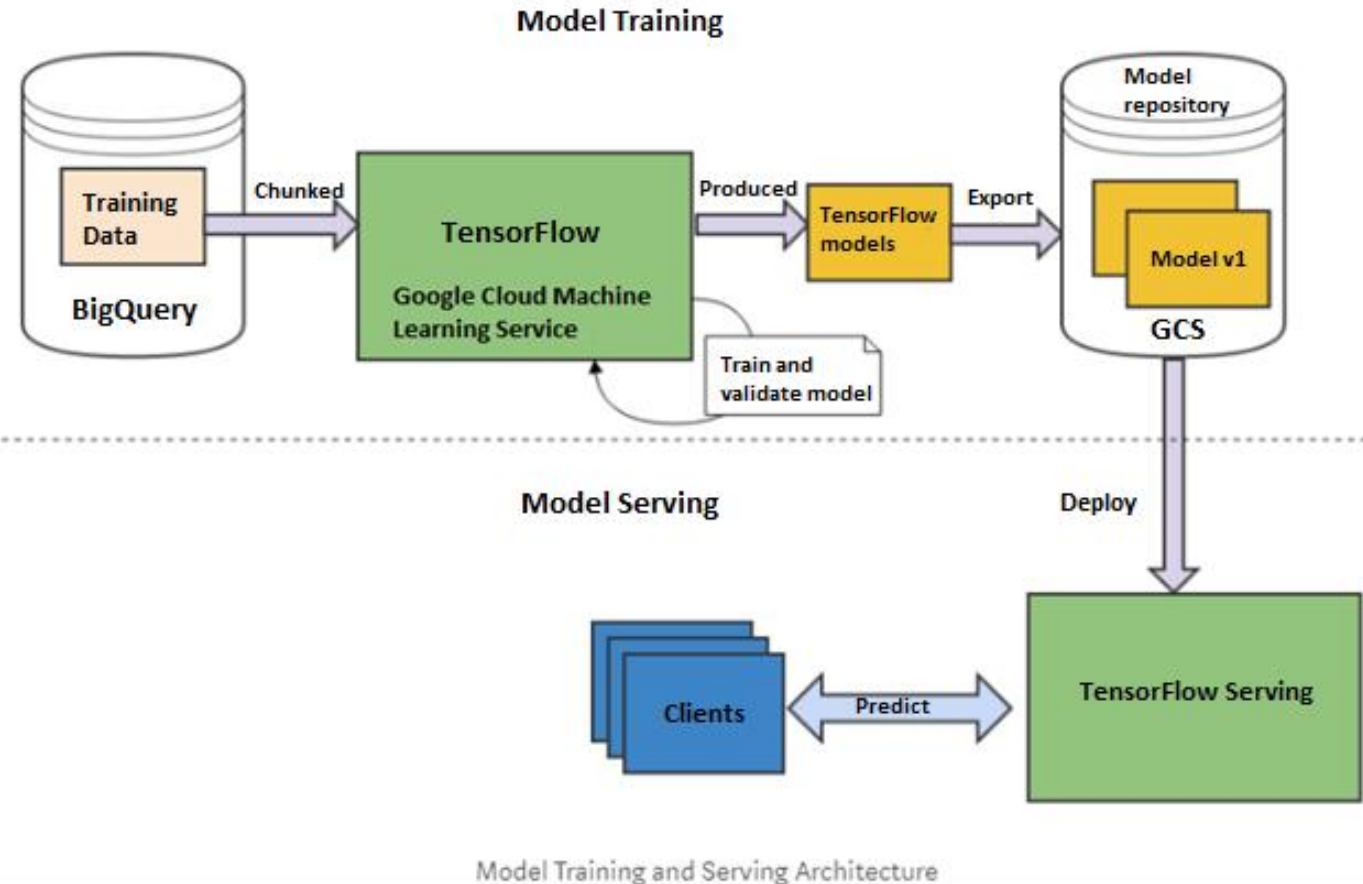 Model Training
Model
repository
Training
Data
BigQuery
Chunked
TensorFlow
Google Cloud Machine
Learning Service
Produced
TensorFlow
models
Export
Model v1
GCS
Train and
validate model
Model Serving
Deploy
Clients
Predict
TensorFlow Serving
Model Training and Serving Architecture